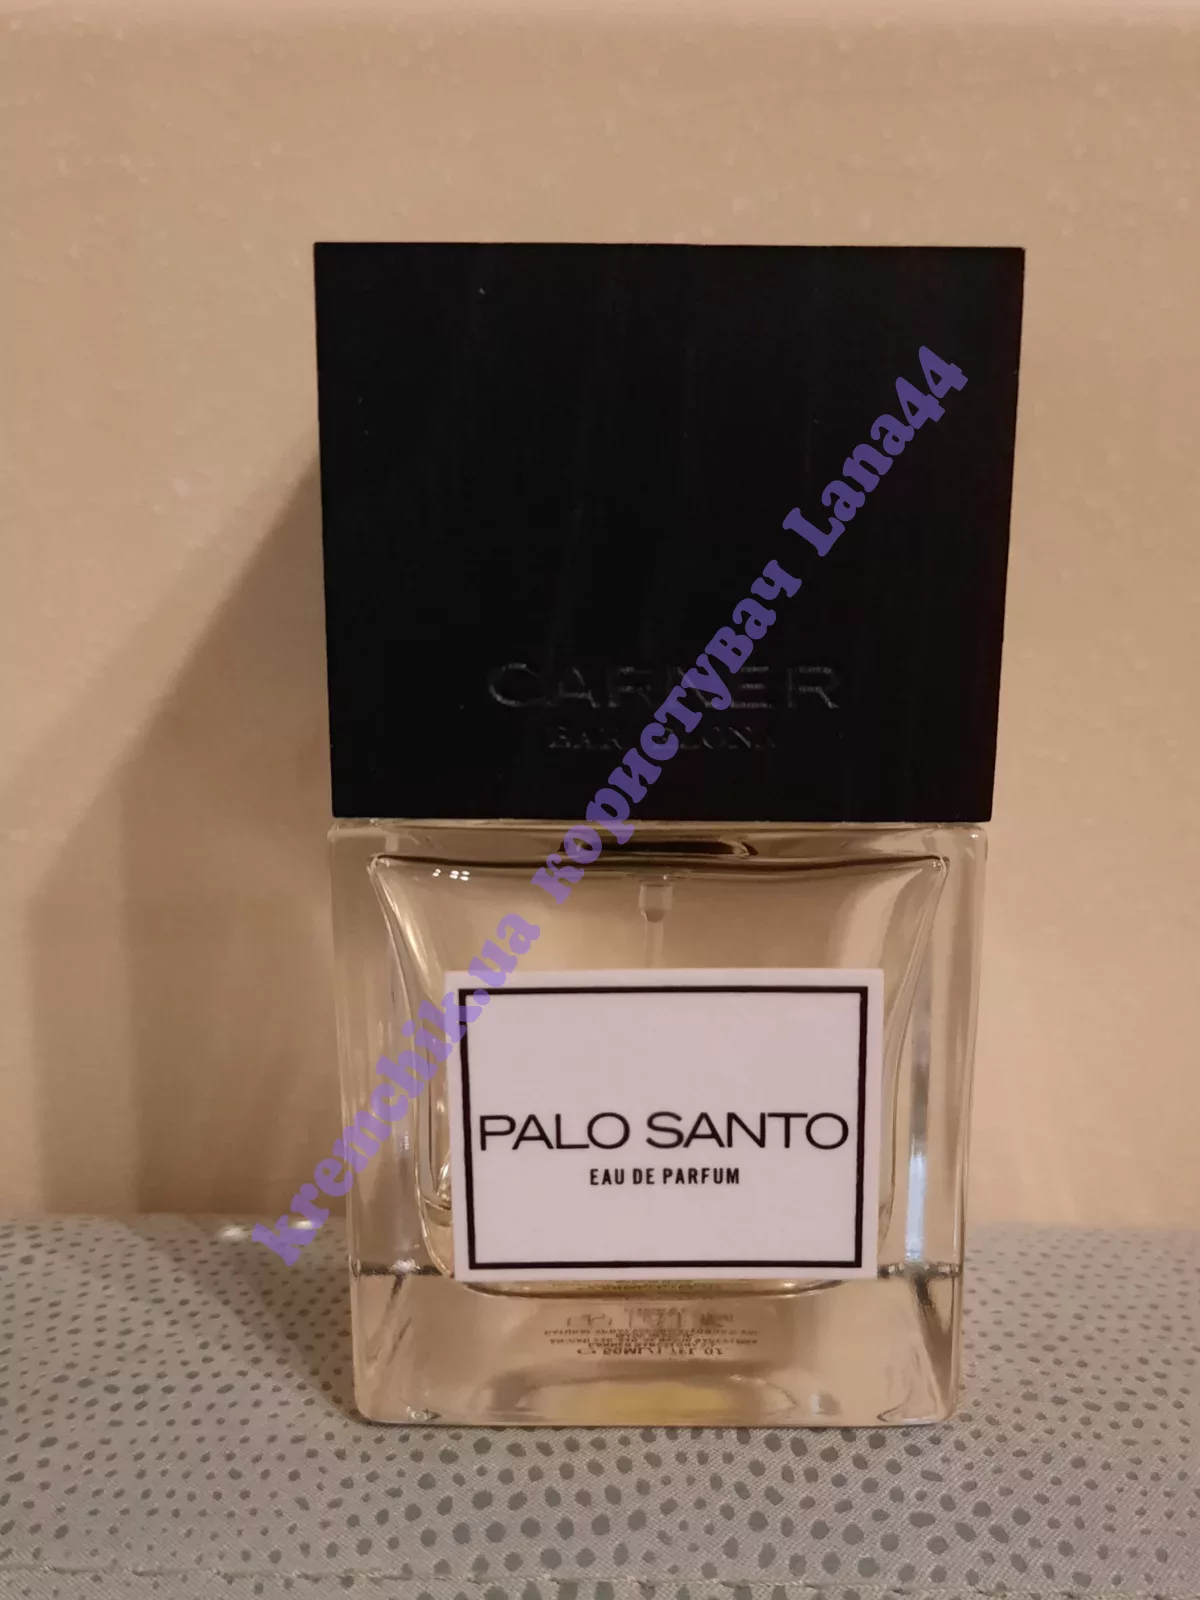 CARNER
BARCELONA
kremchik.ua користувач Lana44
PALO SANTO
EAU DE PARFUM